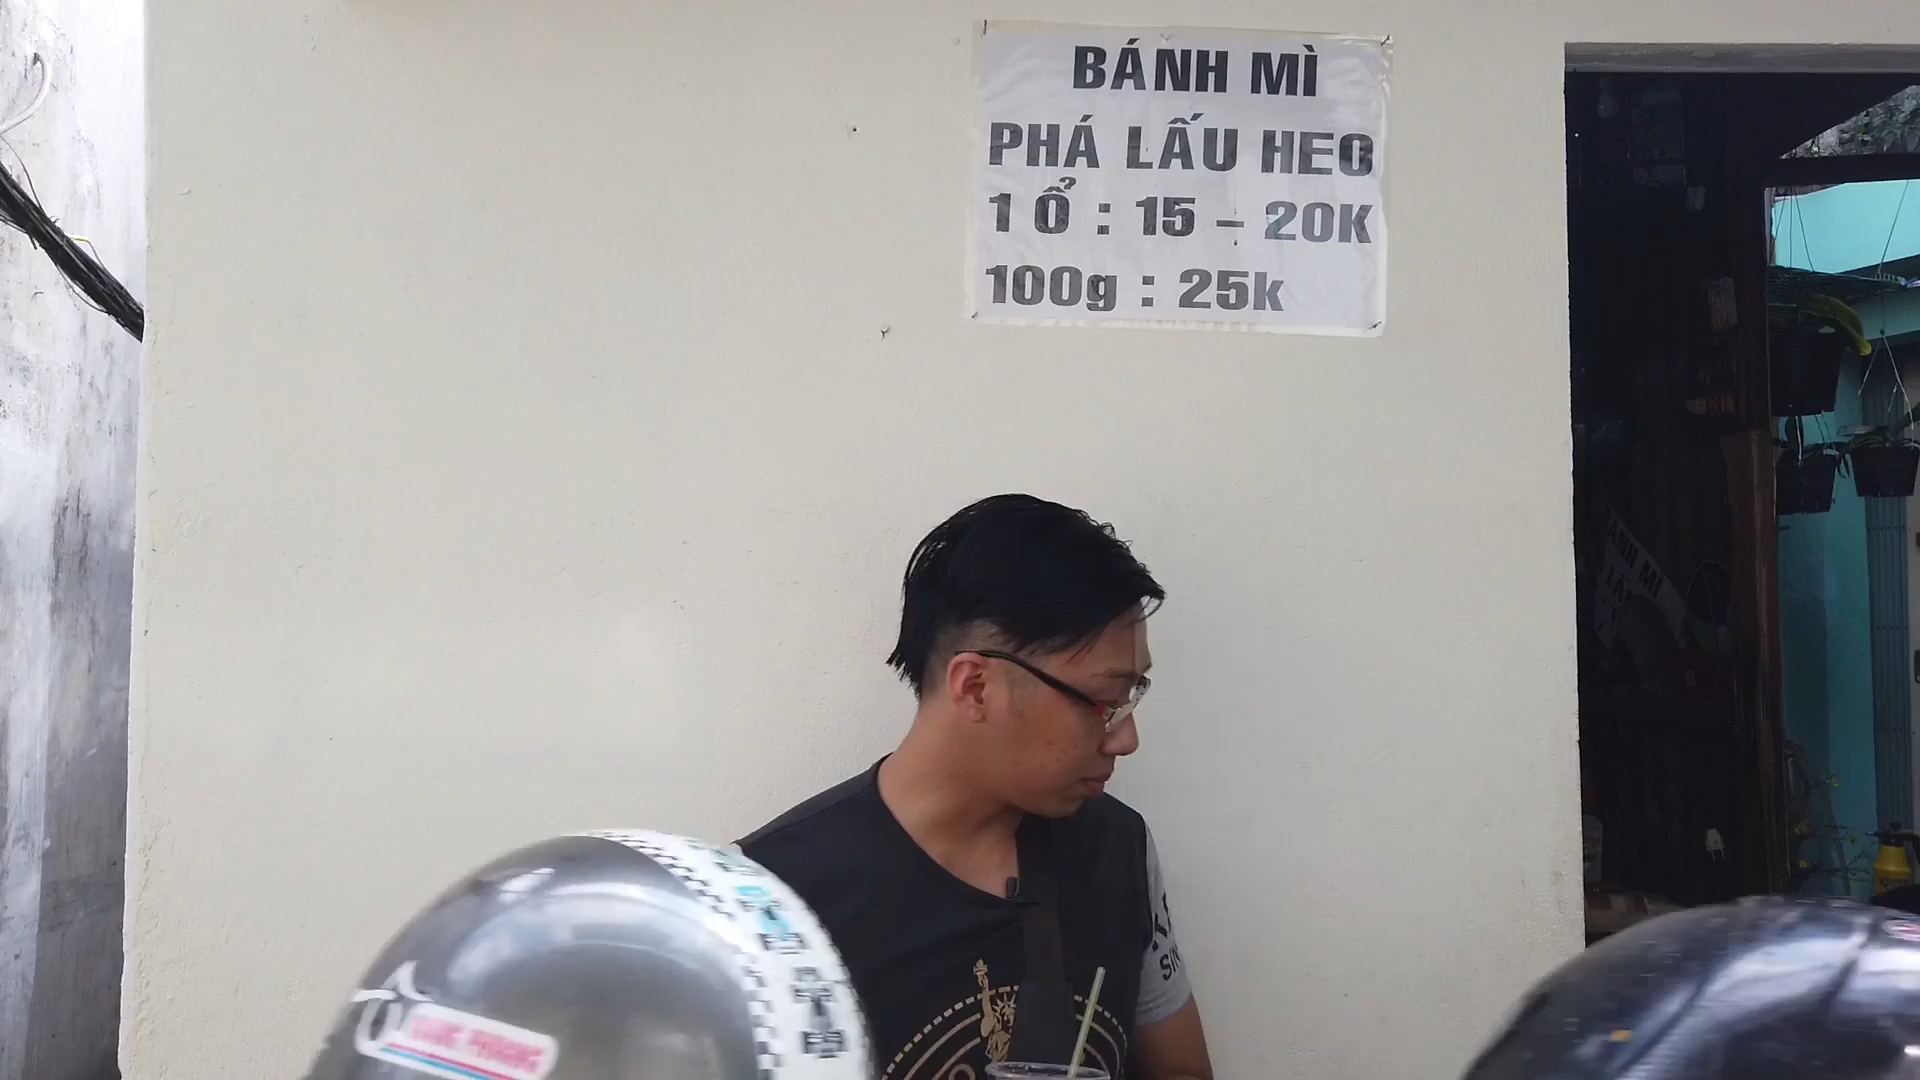 BÁNH MÌ
PHÁ LẤU HEO
1 Ổ : 15 - 20K
100g : 25k